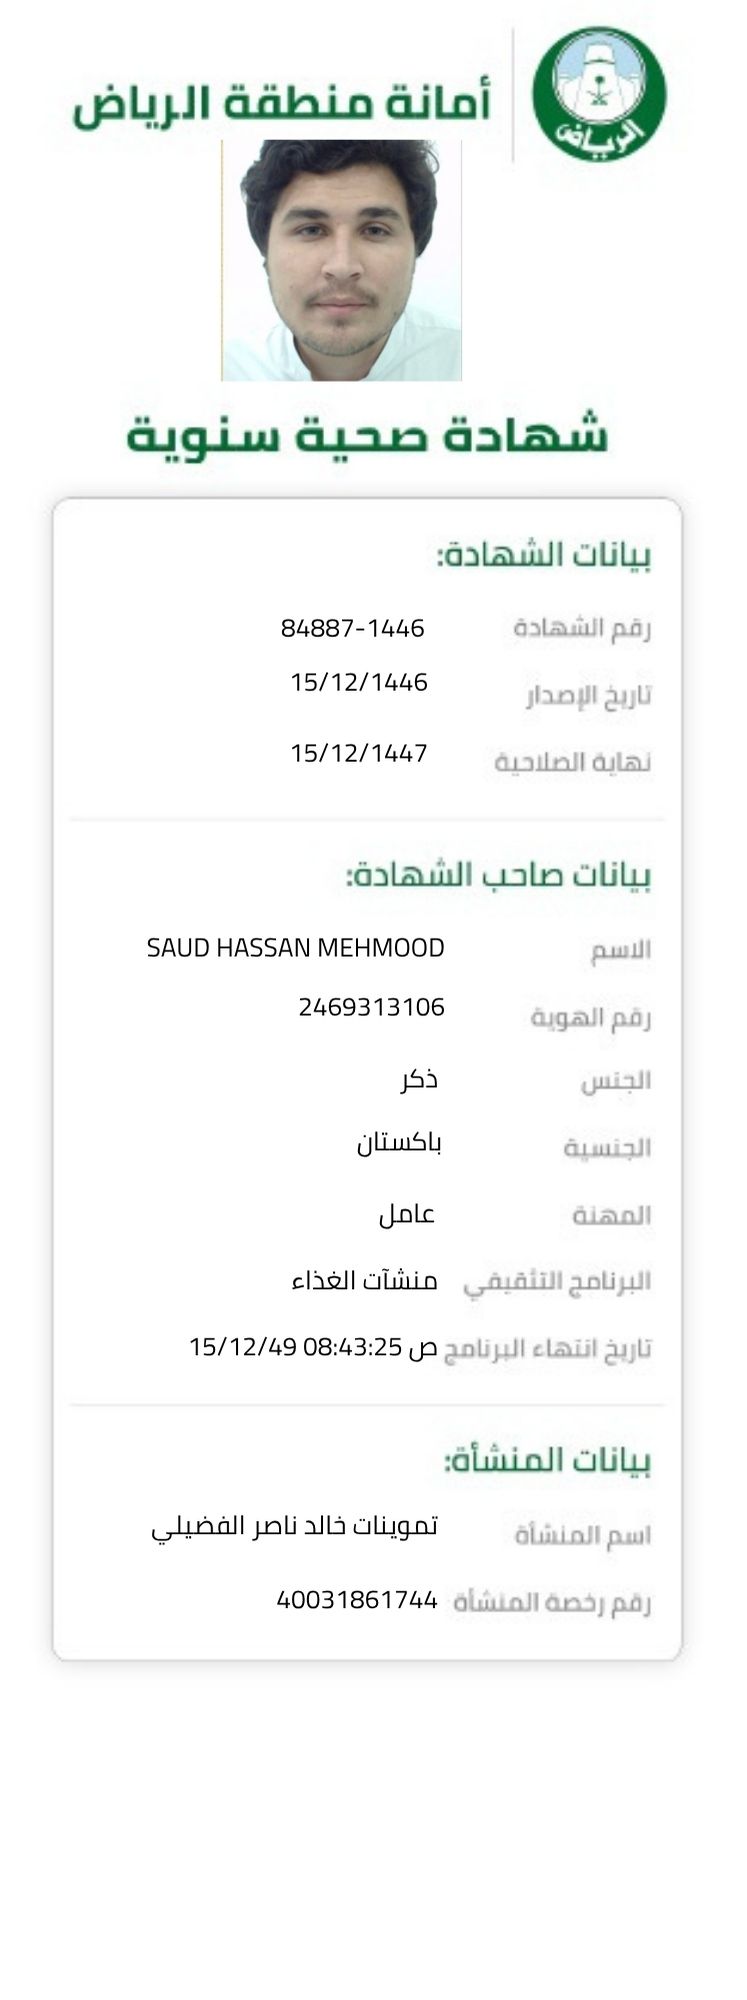 أمانة منطقة الرياض
الرياض
شهادة صحية سنوية
بيانات الشهادة:
رقم الشهادة 84887-1446
تاريخ الإصدار 15/12/1446
نهاية الصلاحية 15/12/1447
بيانات صاحب الشهادة:
الاسم SAUD HASSAN MEHMOOD
رقم الهوية 2469313106
الجنس ذكر
الجنسية باكستان
المهنة عامل
البرنامج التثقيفي منشآت الغذاء
تاريخ انتهاء البرنامج 15/12/49 08:43:25 ص
بيانات المنشأة:
اسم المنشأة تموينات خالد ناصر الفضيلي
رقم رخصة المنشأة 40031861744